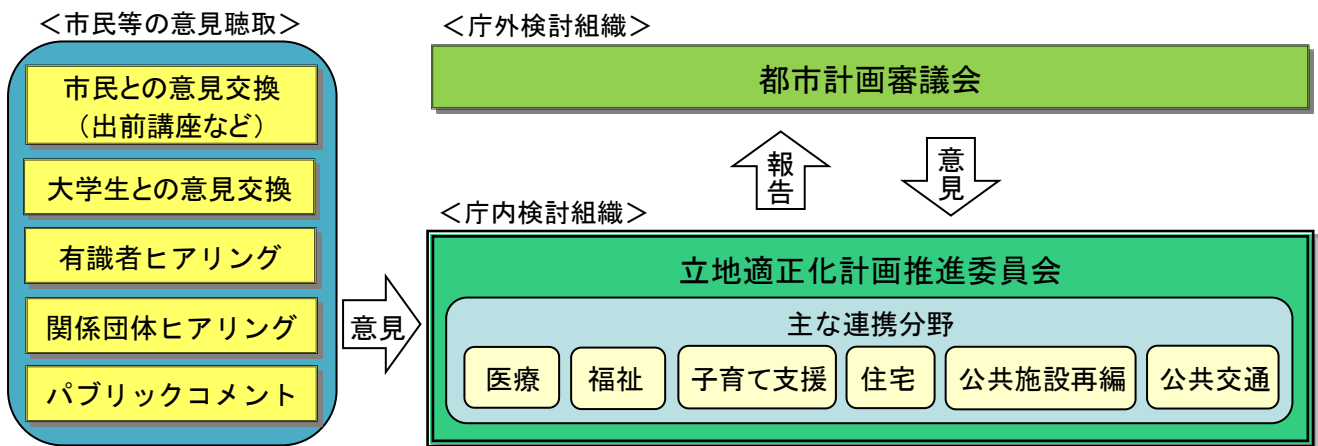 ＜市民等の意見聴取＞
市民との意見交換
（出前講座など）
大学生との意見交換
有識者ヒアリング
関係団体ヒアリング
パブリックコメント
意見
＜庁外検討組織＞
都市計画審議会
報告
意見
＜庁内検討組織＞
立地適正化計画推進委員会
主な連携分野
医療
福祉
子育て支援
住宅
公共施設再編
公共交通